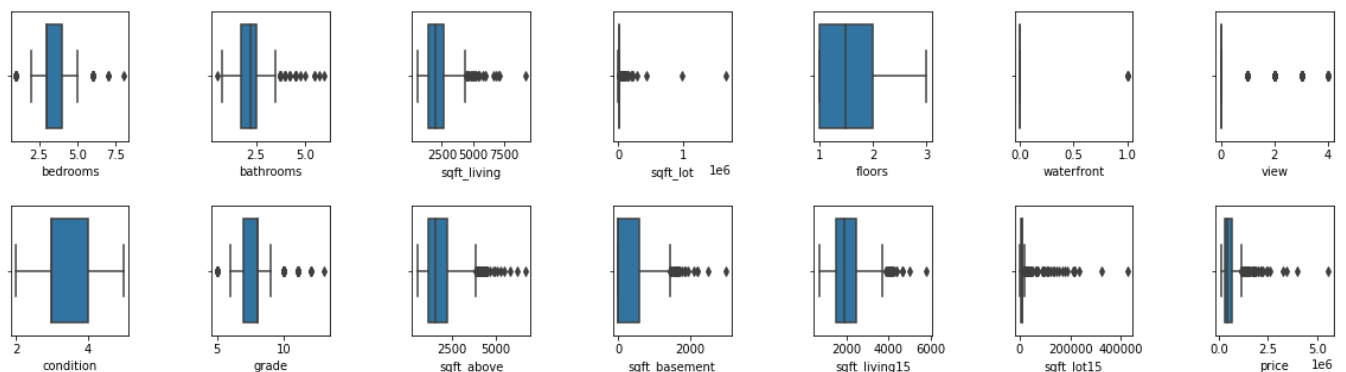 2.5 5.0 7.5 2.5 5.0 2500 5000 7500 0 1 1 2 3 0.0 0.5 1.0 0 2 4
bedrooms bathrooms sqft_living sqft_lot 1e6 floors waterfront view
2 4 5 10 2500 5000 0 2000 2000 4000 6000 0 200000 400000 0.0 2.5 5.0
condition grade sqft_above sqft_basement sqft_living15 sqft_lot15 price 1e6